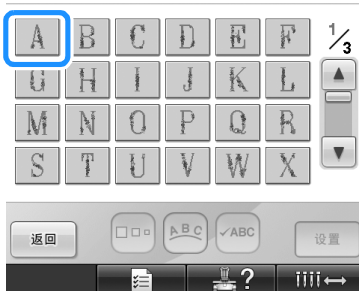 A B C D E F 1/3
G H I J K L
M N O P Q R
S T U V W X
返回 ABC ✓ABC 设置
?